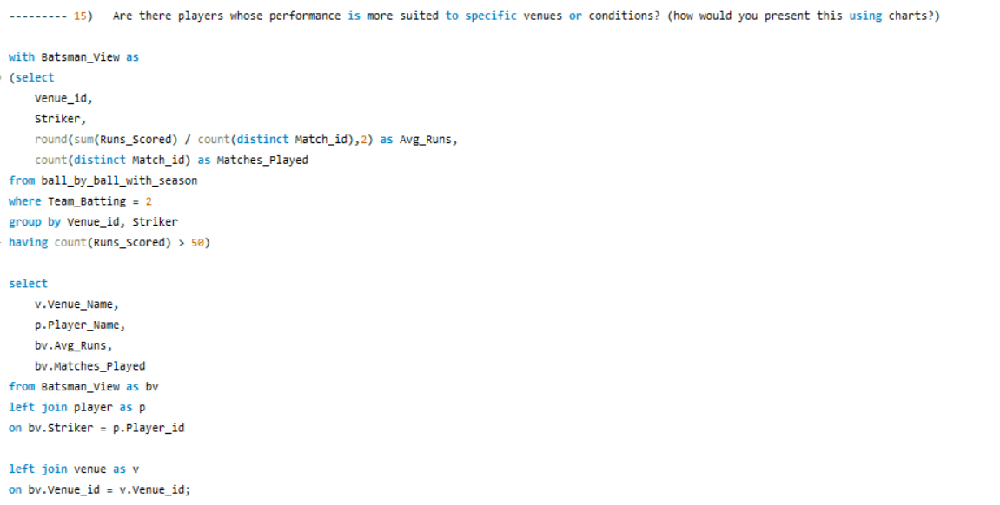 --------- 15)   Are there players whose performance is more suited to specific venues or conditions? (how would you present this using charts?)
with Batsman_View as
(select
    Venue_id,
    Striker,
    round(sum(Runs_Scored) / count(distinct Match_id),2) as Avg_Runs,
    count(distinct Match_id) as Matches_Played
from ball_by_ball_with_season
where Team_Batting = 2
group by Venue_id, Striker
having count(Runs_Scored) > 50)
select
    v.Venue_Name,
    p.Player_Name,
    bv.Avg_Runs,
    bv.Matches_Played
from Batsman_View as bv
left join player as p
on bv.Striker = p.Player_id
left join venue as v
on bv.Venue_id = v.Venue_id;